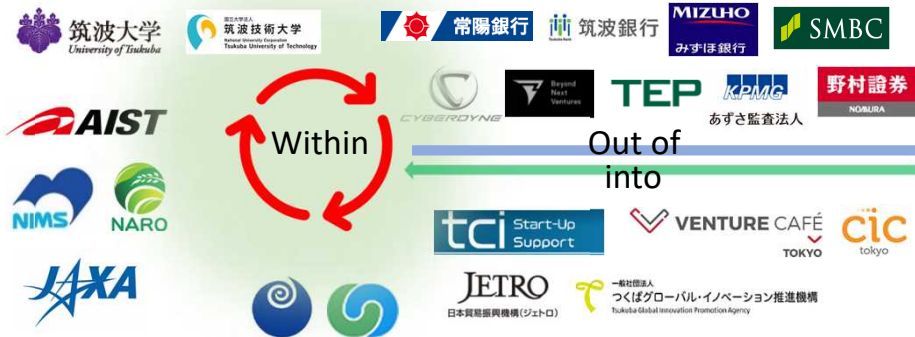 筑波大学
University of Tsukuba
国立大学法人
筑波技術大学
National University Corporation
Tsukuba University of Technology
常陽銀行
筑波銀行
Tsukuba Bank
MIZUHO
みずほ銀行
SMBC
AIST
CYBERDYNE
Beyond
Next
Ventures
TEP
KPMG
あずさ監査法人
野村證券
NOMURA
Within
Out of
into
NIMS
NARO
tci Start-Up
Support
VENTURE CAFÉ
TOKYO
cic
tokyo
JAXA
JETRO
日本貿易振興機構(ジェトロ)
一般社団法人
つくばグローバル・イノベーション推進機構
Tsukuba Global Innovation Promotion Agency